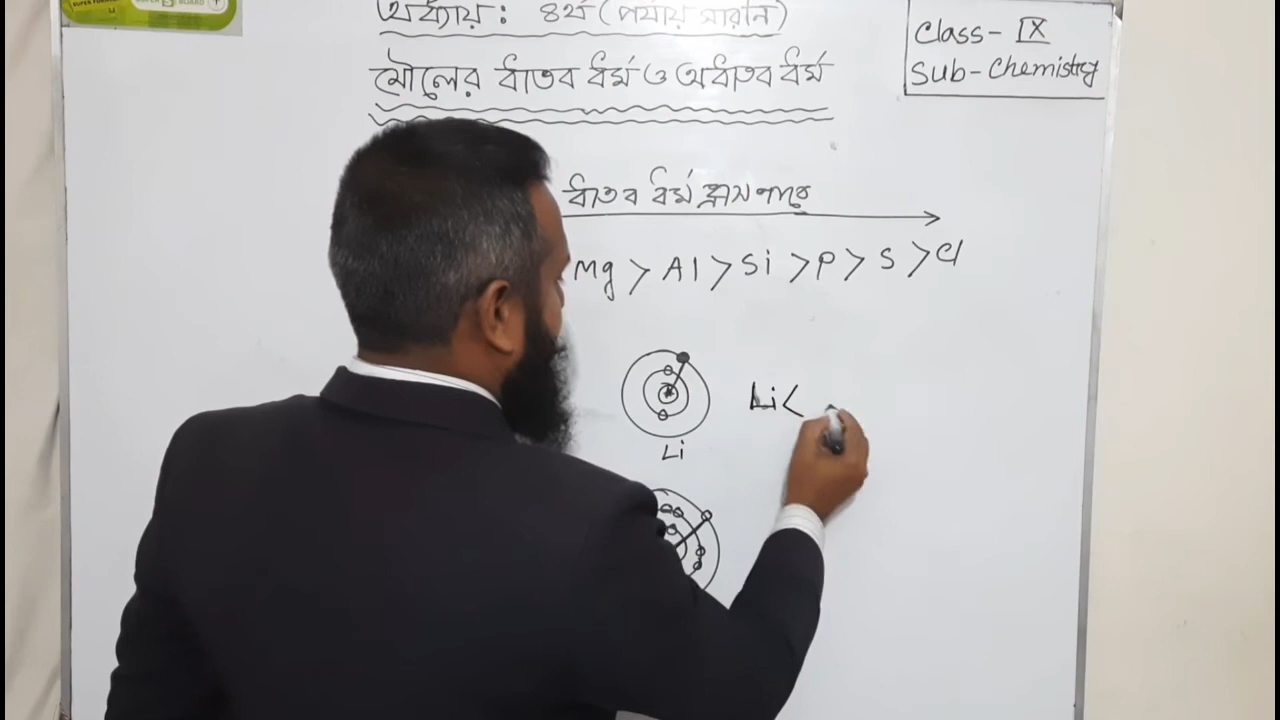 অধ্যায়: ৪র্থ (পর্যায় সারনি)
Class- IX
Sub- Chemistry
মৌলের ধাতব ধর্ম ও অধাতব ধর্ম
ধাতব ধর্ম হ্রাস পাবে
Mg > Al > Si > P > S > Cl
Li <
Li